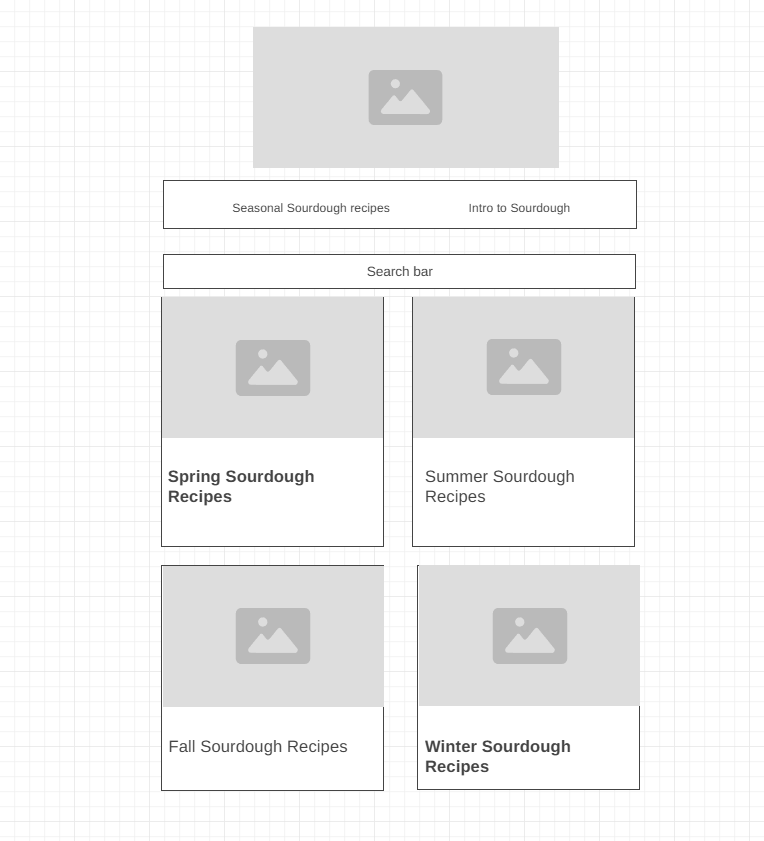 Seasonal Sourdough recipes
Intro to Sourdough
Search bar
Spring Sourdough
Recipes
Summer Sourdough
Recipes
Fall Sourdough Recipes
Winter Sourdough
Recipes